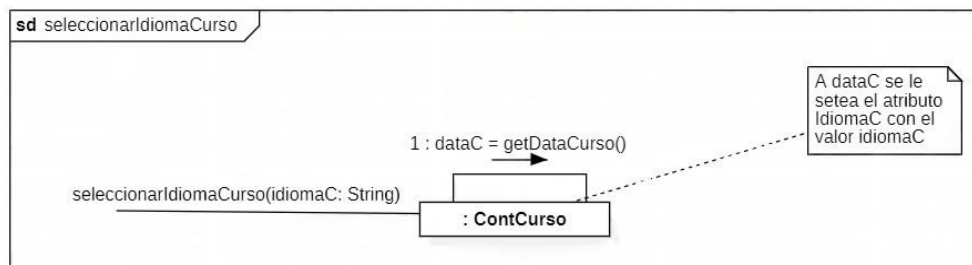 sd seleccionarIdiomaCurso
A dataC se le
setea el atributo
IdiomaC con el
valor idiomaC
1 : dataC = getDataCurso()
seleccionarIdiomaCurso(idiomaC: String)
: ContCurso